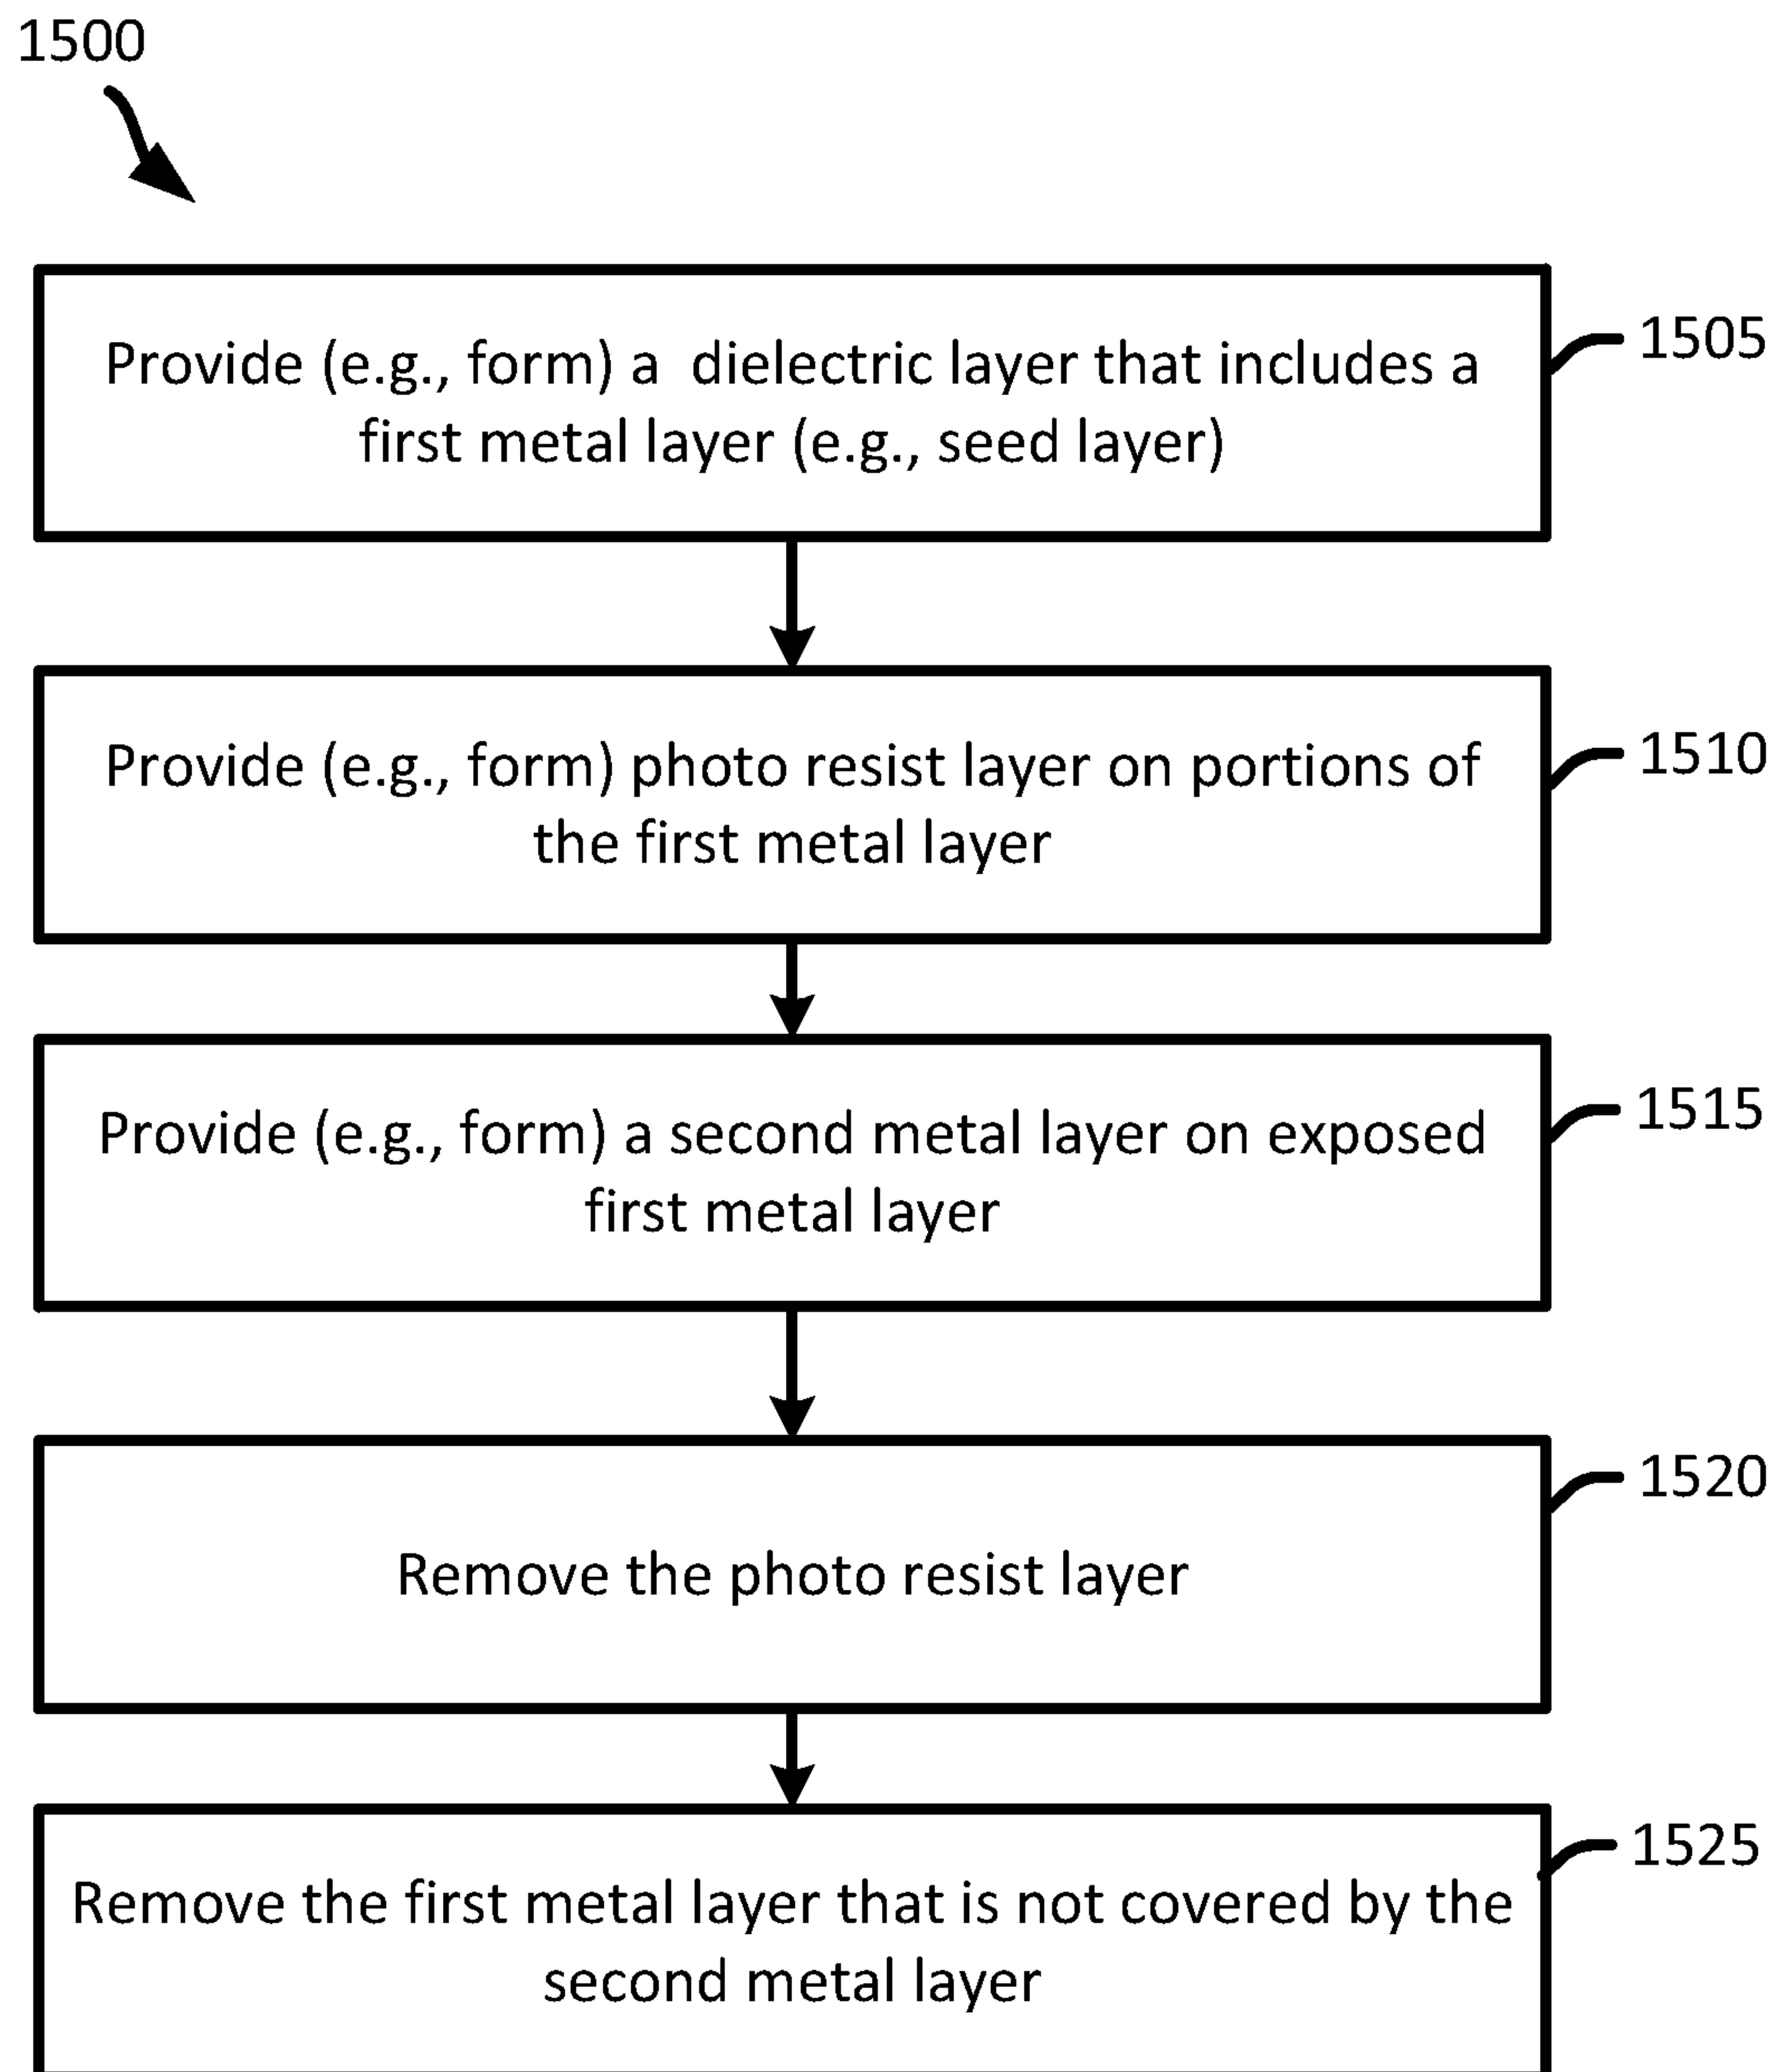 1500
Provide (e.g., form) a dielectric layer that includes a
first metal layer (e.g., seed layer)
1505
Provide (e.g., form) photo resist layer on portions of
the first metal layer
1510
Provide (e.g., form) a second metal layer on exposed
first metal layer
1515
Remove the photo resist layer
1520
Remove the first metal layer that is not covered by the
second metal layer
1525